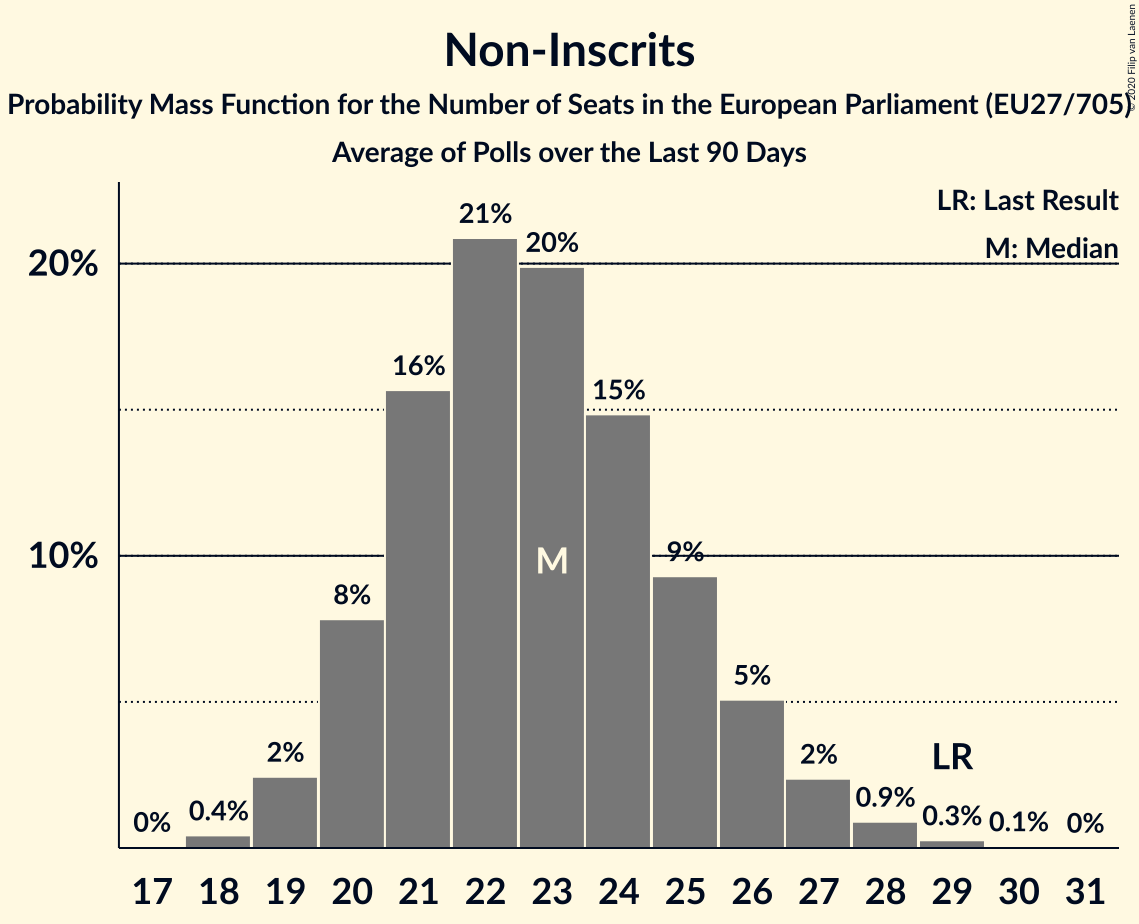 Non-Inscrits
Probability Mass Function for the Number of Seats in the European Parliament (EU27/705)
Average of Polls over the Last 90 Days
© 2020 Filip van Laenen
LR: Last Result
M: Median
20%
10%
0%
0.4%
2%
8%
16%
21%
20%
15%
9%
5%
2%
0.9%
0.3%
0.1%
0%
M
LR
17 18 19 20 21 22 23 24 25 26 27 28 29 30 31